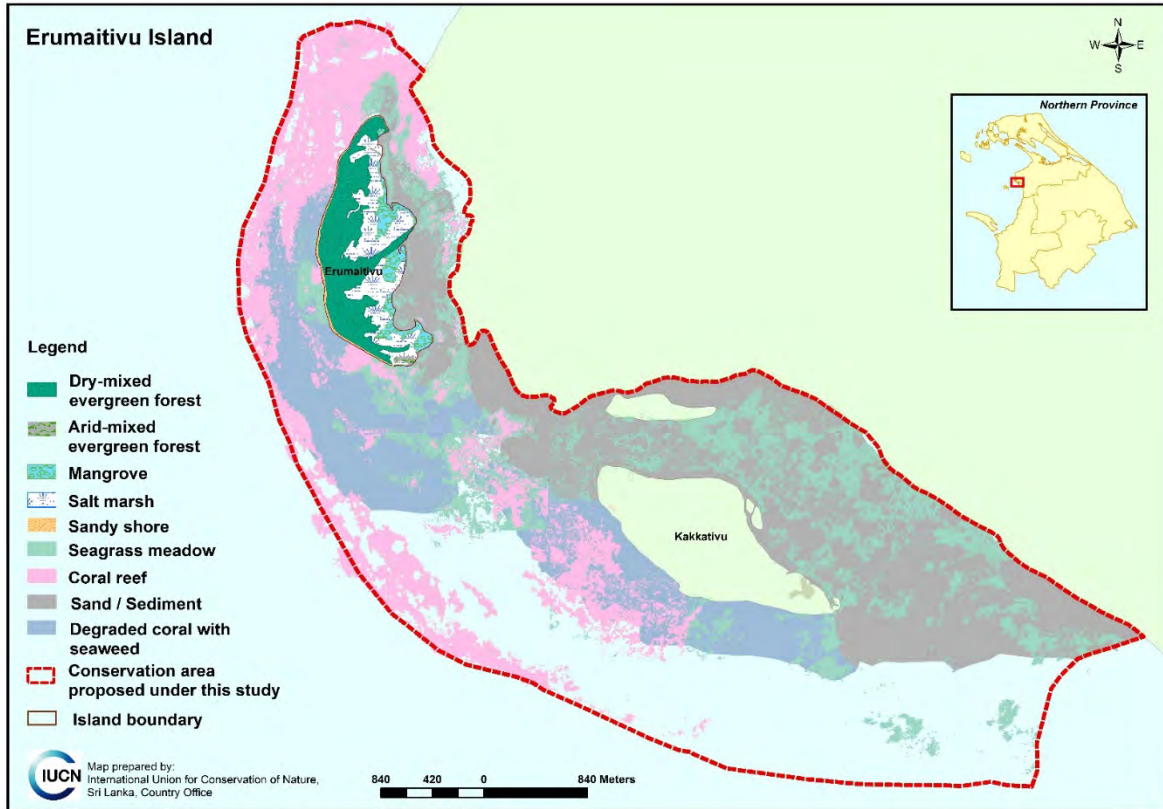 Erumaitivu Island
N
W E
S
Northern Province
Erumaitivu
Kakkativu
Legend
Dry-mixed
evergreen forest
Arid-mixed
evergreen forest
Mangrove
Salt marsh
Sandy shore
Seagrass meadow
Coral reef
Sand / Sediment
Degraded coral with
seaweed
Conservation area
proposed under this study
Island boundary
IUCN
Map prepared by:
International Union for Conservation of Nature,
Sri Lanka, Country Office
840 420 0 840 Meters